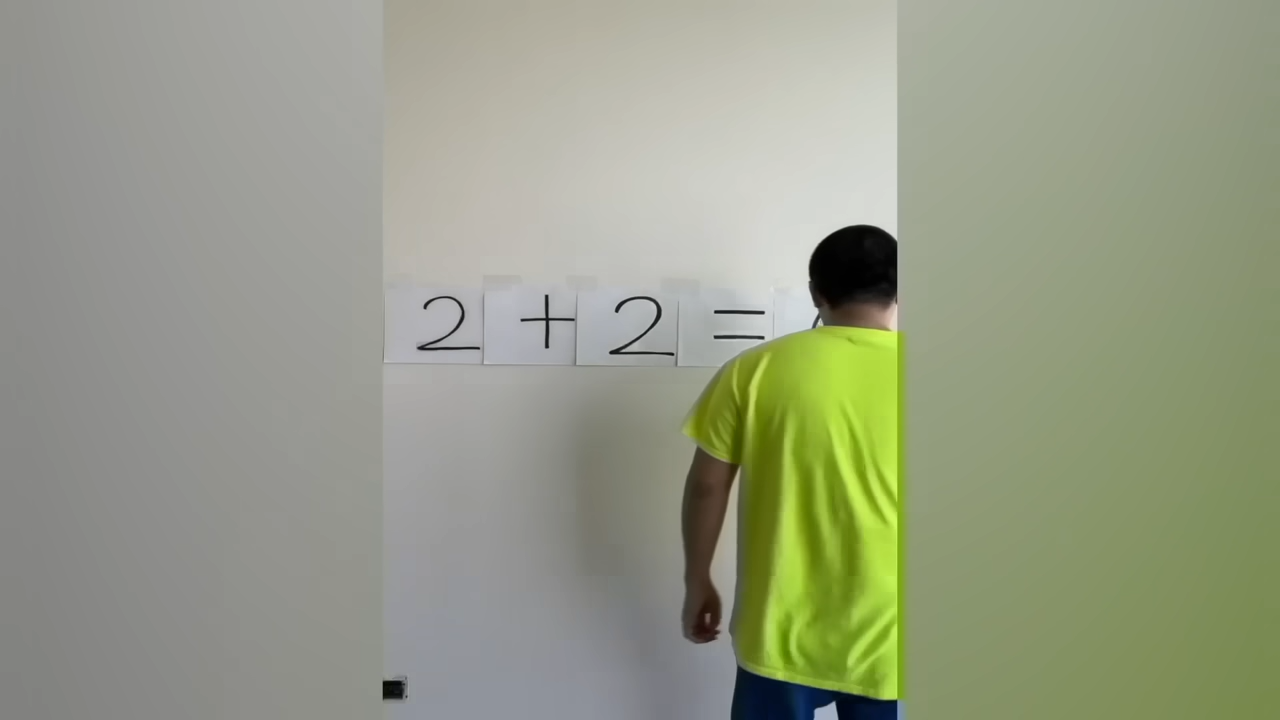 2 + 2 =